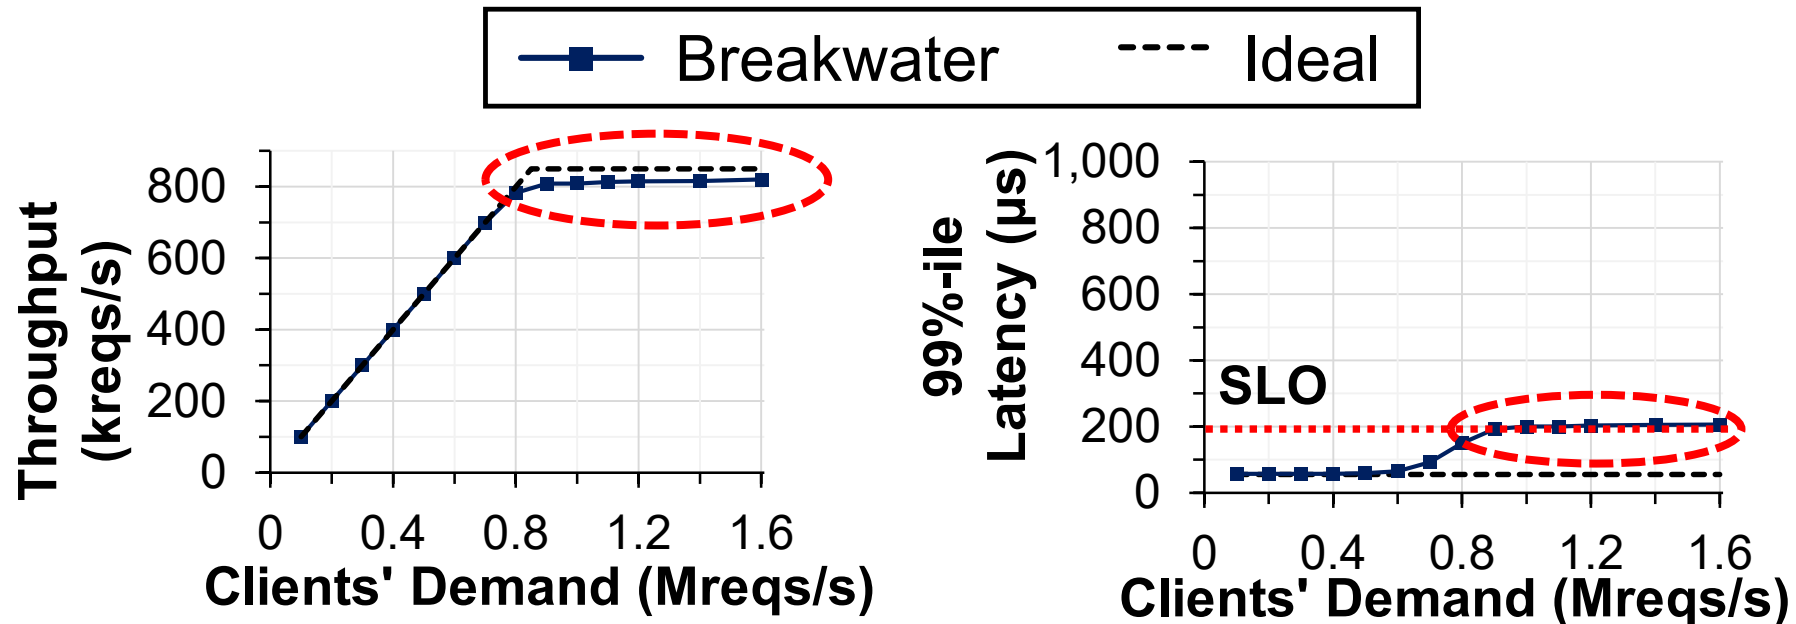 Breakwater
Ideal
Throughput
(kreqs/s)
800
600
400
200
0
0 0.4 0.8 1.2 1.6
Clients' Demand (Mreqs/s)
99%-ile
Latency (μs)
1,000
800
600
400
200
0
SLO
0 0.4 0.8 1.2 1.6
Clients' Demand (Mreqs/s)